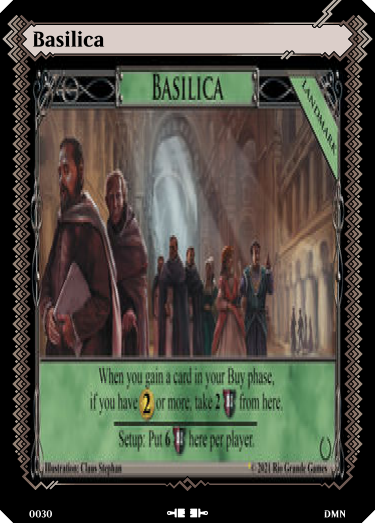 Basilica
BASILICA
LANDMARK
When you gain a card in your Buy phase,
if you have 2 or more, take 2 from here.
Setup: Put 6 here per player.
Illustration: Claus Stephan © 2021 Rio Grande Games
0030 DMN